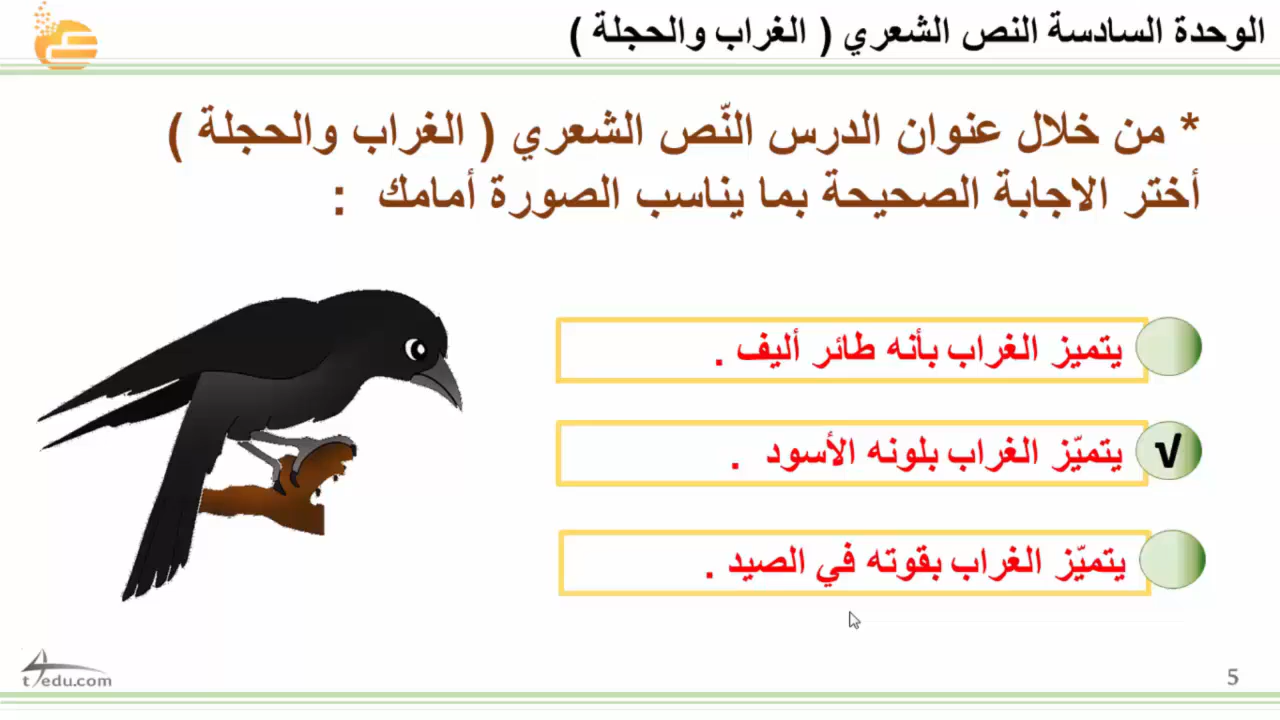 الوحدة السادسة النص الشعري ( الغراب والحجلة )
* من خلال عنوان الدرس النّص الشعري ( الغراب والحجلة )
أختر الاجابة الصحيحة بما يناسب الصورة أمامك :
يتميز الغراب بأنه طائر أليف .
√ يتميّز الغراب بلونه الأسود .
يتميّز الغراب بقوته في الصيد .
t4edu.com
5